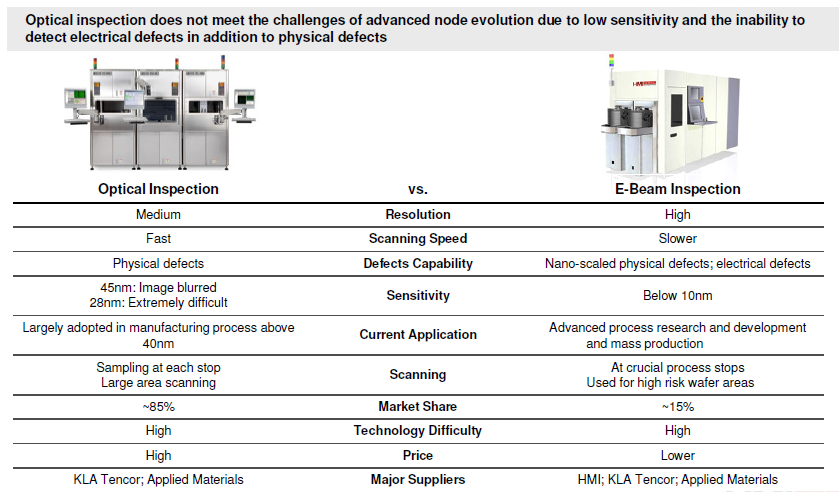 Optical inspection does not meet the challenges of advanced node evolution due to low sensitivity and the inability to
detect electrical defects in addition to physical defects
HMI
Optical Inspection vs. E-Beam Inspection
Medium Resolution High
Fast Scanning Speed Slower
Physical defects Defects Capability Nano-scaled physical defects; electrical defects
45nm: Image blurred
28nm: Extremely difficult
Sensitivity
Below 10nm
Largely adopted in manufacturing process above
40nm
Current Application
Advanced process research and development
and mass production
Sampling at each stop
Large area scanning
Scanning
At crucial process stops
Used for high risk wafer areas
~85% Market Share ~15%
High Technology Difficulty High
High Price Lower
KLA Tencor; Applied Materials Major Suppliers HMI; KLA Tencor; Applied Materials